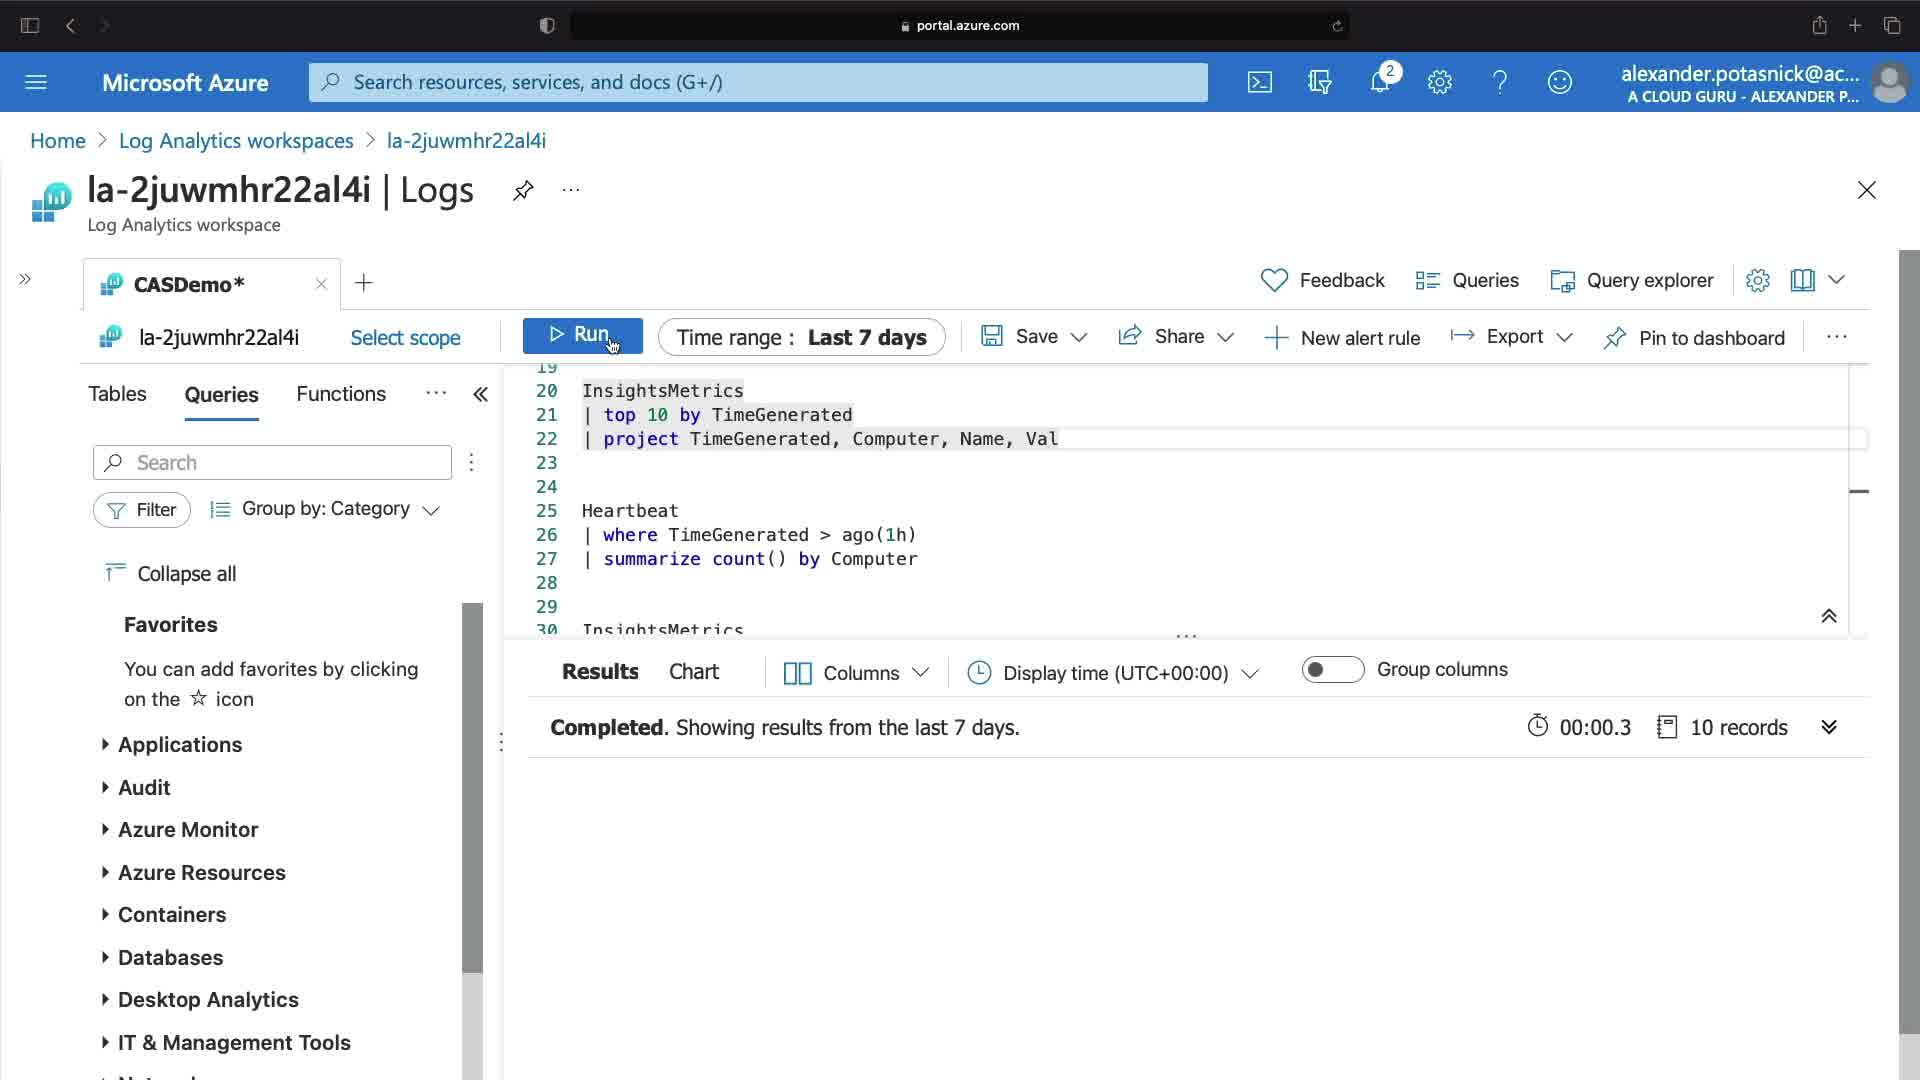 portal.azure.com
Microsoft Azure
Search resources, services, and docs (G+/)
2
alexander.potasnick@ac...
A CLOUD GURU - ALEXANDER P...
Home > Log Analytics workspaces > la-2juwmhr22al4i
la-2juwmhr22al4i | Logs
...
Log Analytics workspace
CASDemo*
Feedback
Queries
Query explorer
la-2juwmhr22al4i
Select scope
Run
Time range : Last 7 days
Save
Share
New alert rule
Export
Pin to dashboard
...
Tables
Queries
Functions
...
Search
Filter
Group by: Category
Collapse all
Favorites
You can add favorites by clicking
on the ☆ icon
Applications
Audit
Azure Monitor
Azure Resources
Containers
Databases
Desktop Analytics
IT & Management Tools
19
20 InsightsMetrics
21 | top 10 by TimeGenerated
22 | project TimeGenerated, Computer, Name, Val
23
24
25 Heartbeat
26 | where TimeGenerated > ago(1h)
27 | summarize count() by Computer
28
29
30 InsightsMetrics
Results
Chart
Columns
Display time (UTC+00:00)
Group columns
Completed. Showing results from the last 7 days.
00:00.3
10 records